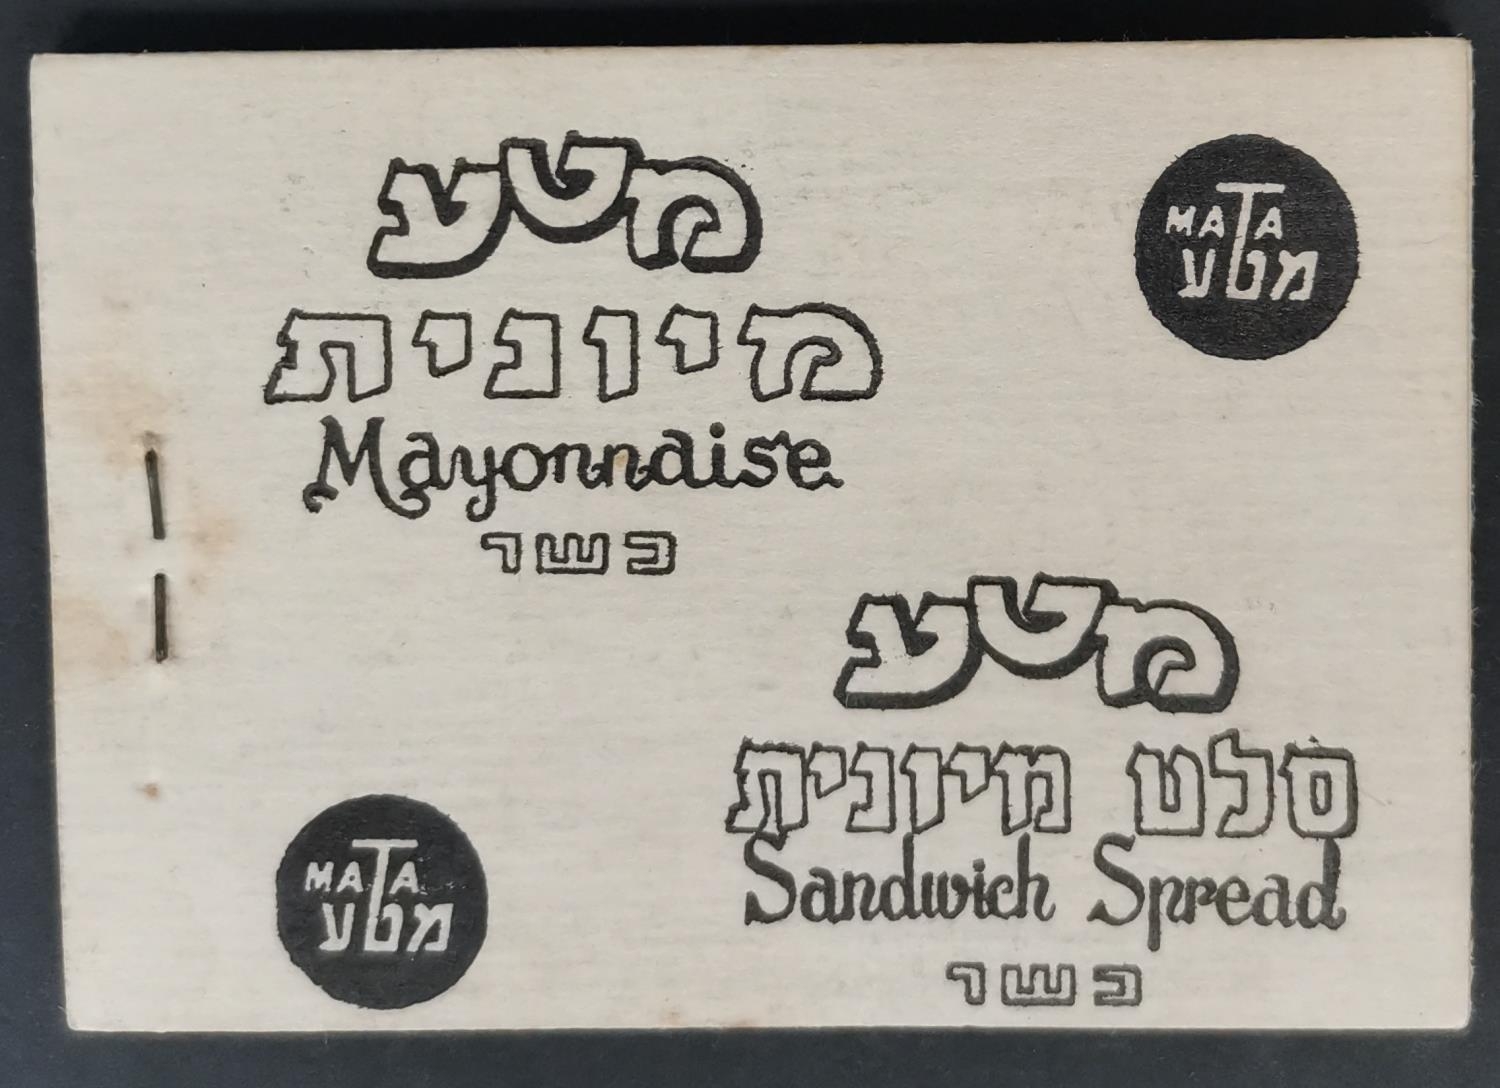 מטע
מיונית
Mayonnaise
כשר
MATA
מטע
מטע
סלט מיונית
Sandwich Spread
כשר
MATA
מטע